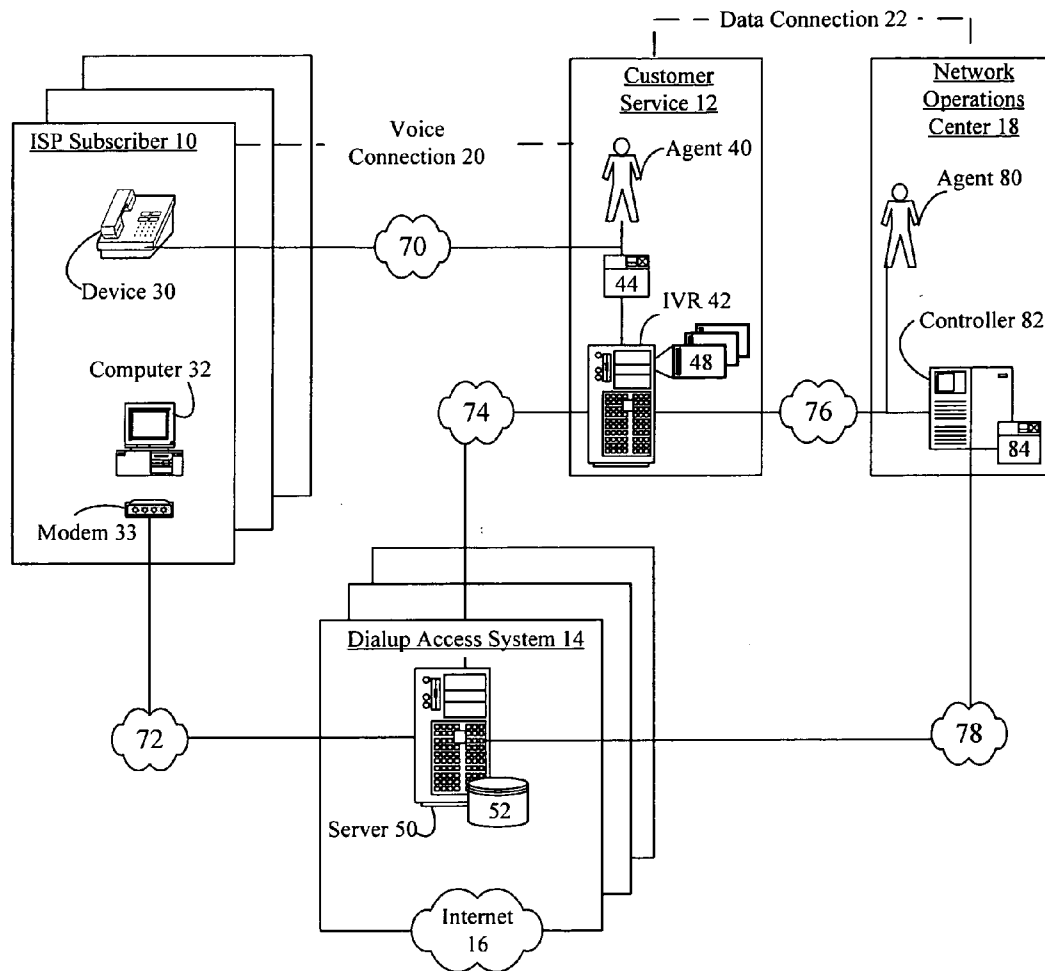 Data Connection 22
ISP Subscriber 10
Device 30
Computer 32
Modem 33
Voice
Connection 20
70
Customer
Service 12
Agent 40
44
IVR 42
48
74
76
Network
Operations
Center 18
Agent 80
Controller 82
84
Dialup Access System 14
72
Server 50
52
78
Internet
16